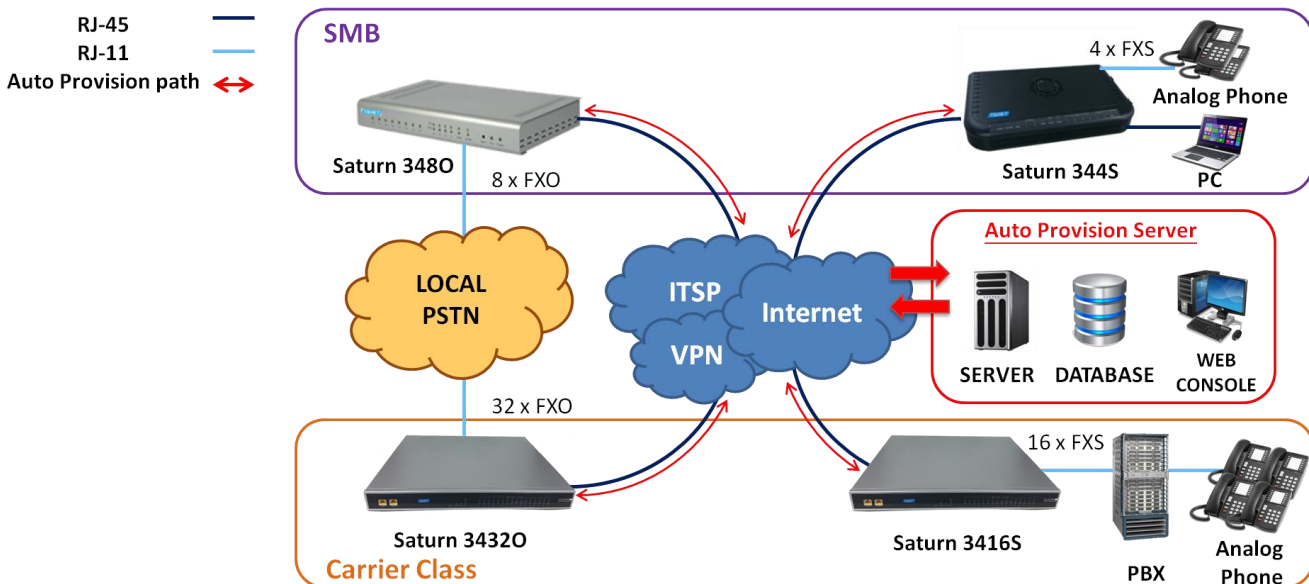 RJ-45
RJ-11
Auto Provision path
SMB
4 x FXS
Analog Phone
Saturn 348O
Saturn 344S
PC
8 x FXO
Auto Provision Server
LOCAL
PSTN
ITSP
Internet
VPN
SERVER
DATABASE
WEB
CONSOLE
32 x FXO
16 x FXS
Saturn 3432O
Saturn 3416S
Carrier Class
PBX
Analog
Phone